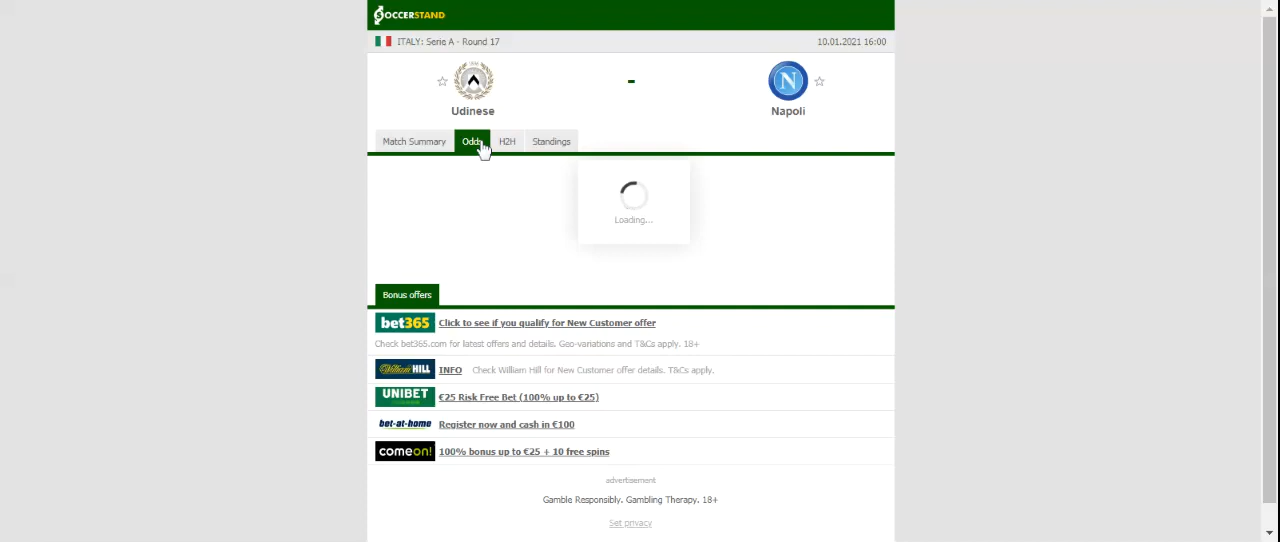 SOCCERSTAND
ITALY: Serie A - Round 17 10.01.2021 16:00
-
N
Udinese Napoli
Match Summary Odds H2H Standings
Loading...
Bonus offers
bet365 Click to see if you qualify for New Customer offer
Check bet365.com for latest offers and details. Geo-variations and T&Cs apply. 18+
William HILL INFO Check William Hill for New Customer offer details. T&Cs apply.
UNIBET €25 Risk Free Bet (100% up to €25)
bet-at-home Register now and cash in €100
comeon! 100% bonus up to €25 + 10 free spins
advertisement
Gamble Responsibly. Gambling Therapy. 18+
Set privacy